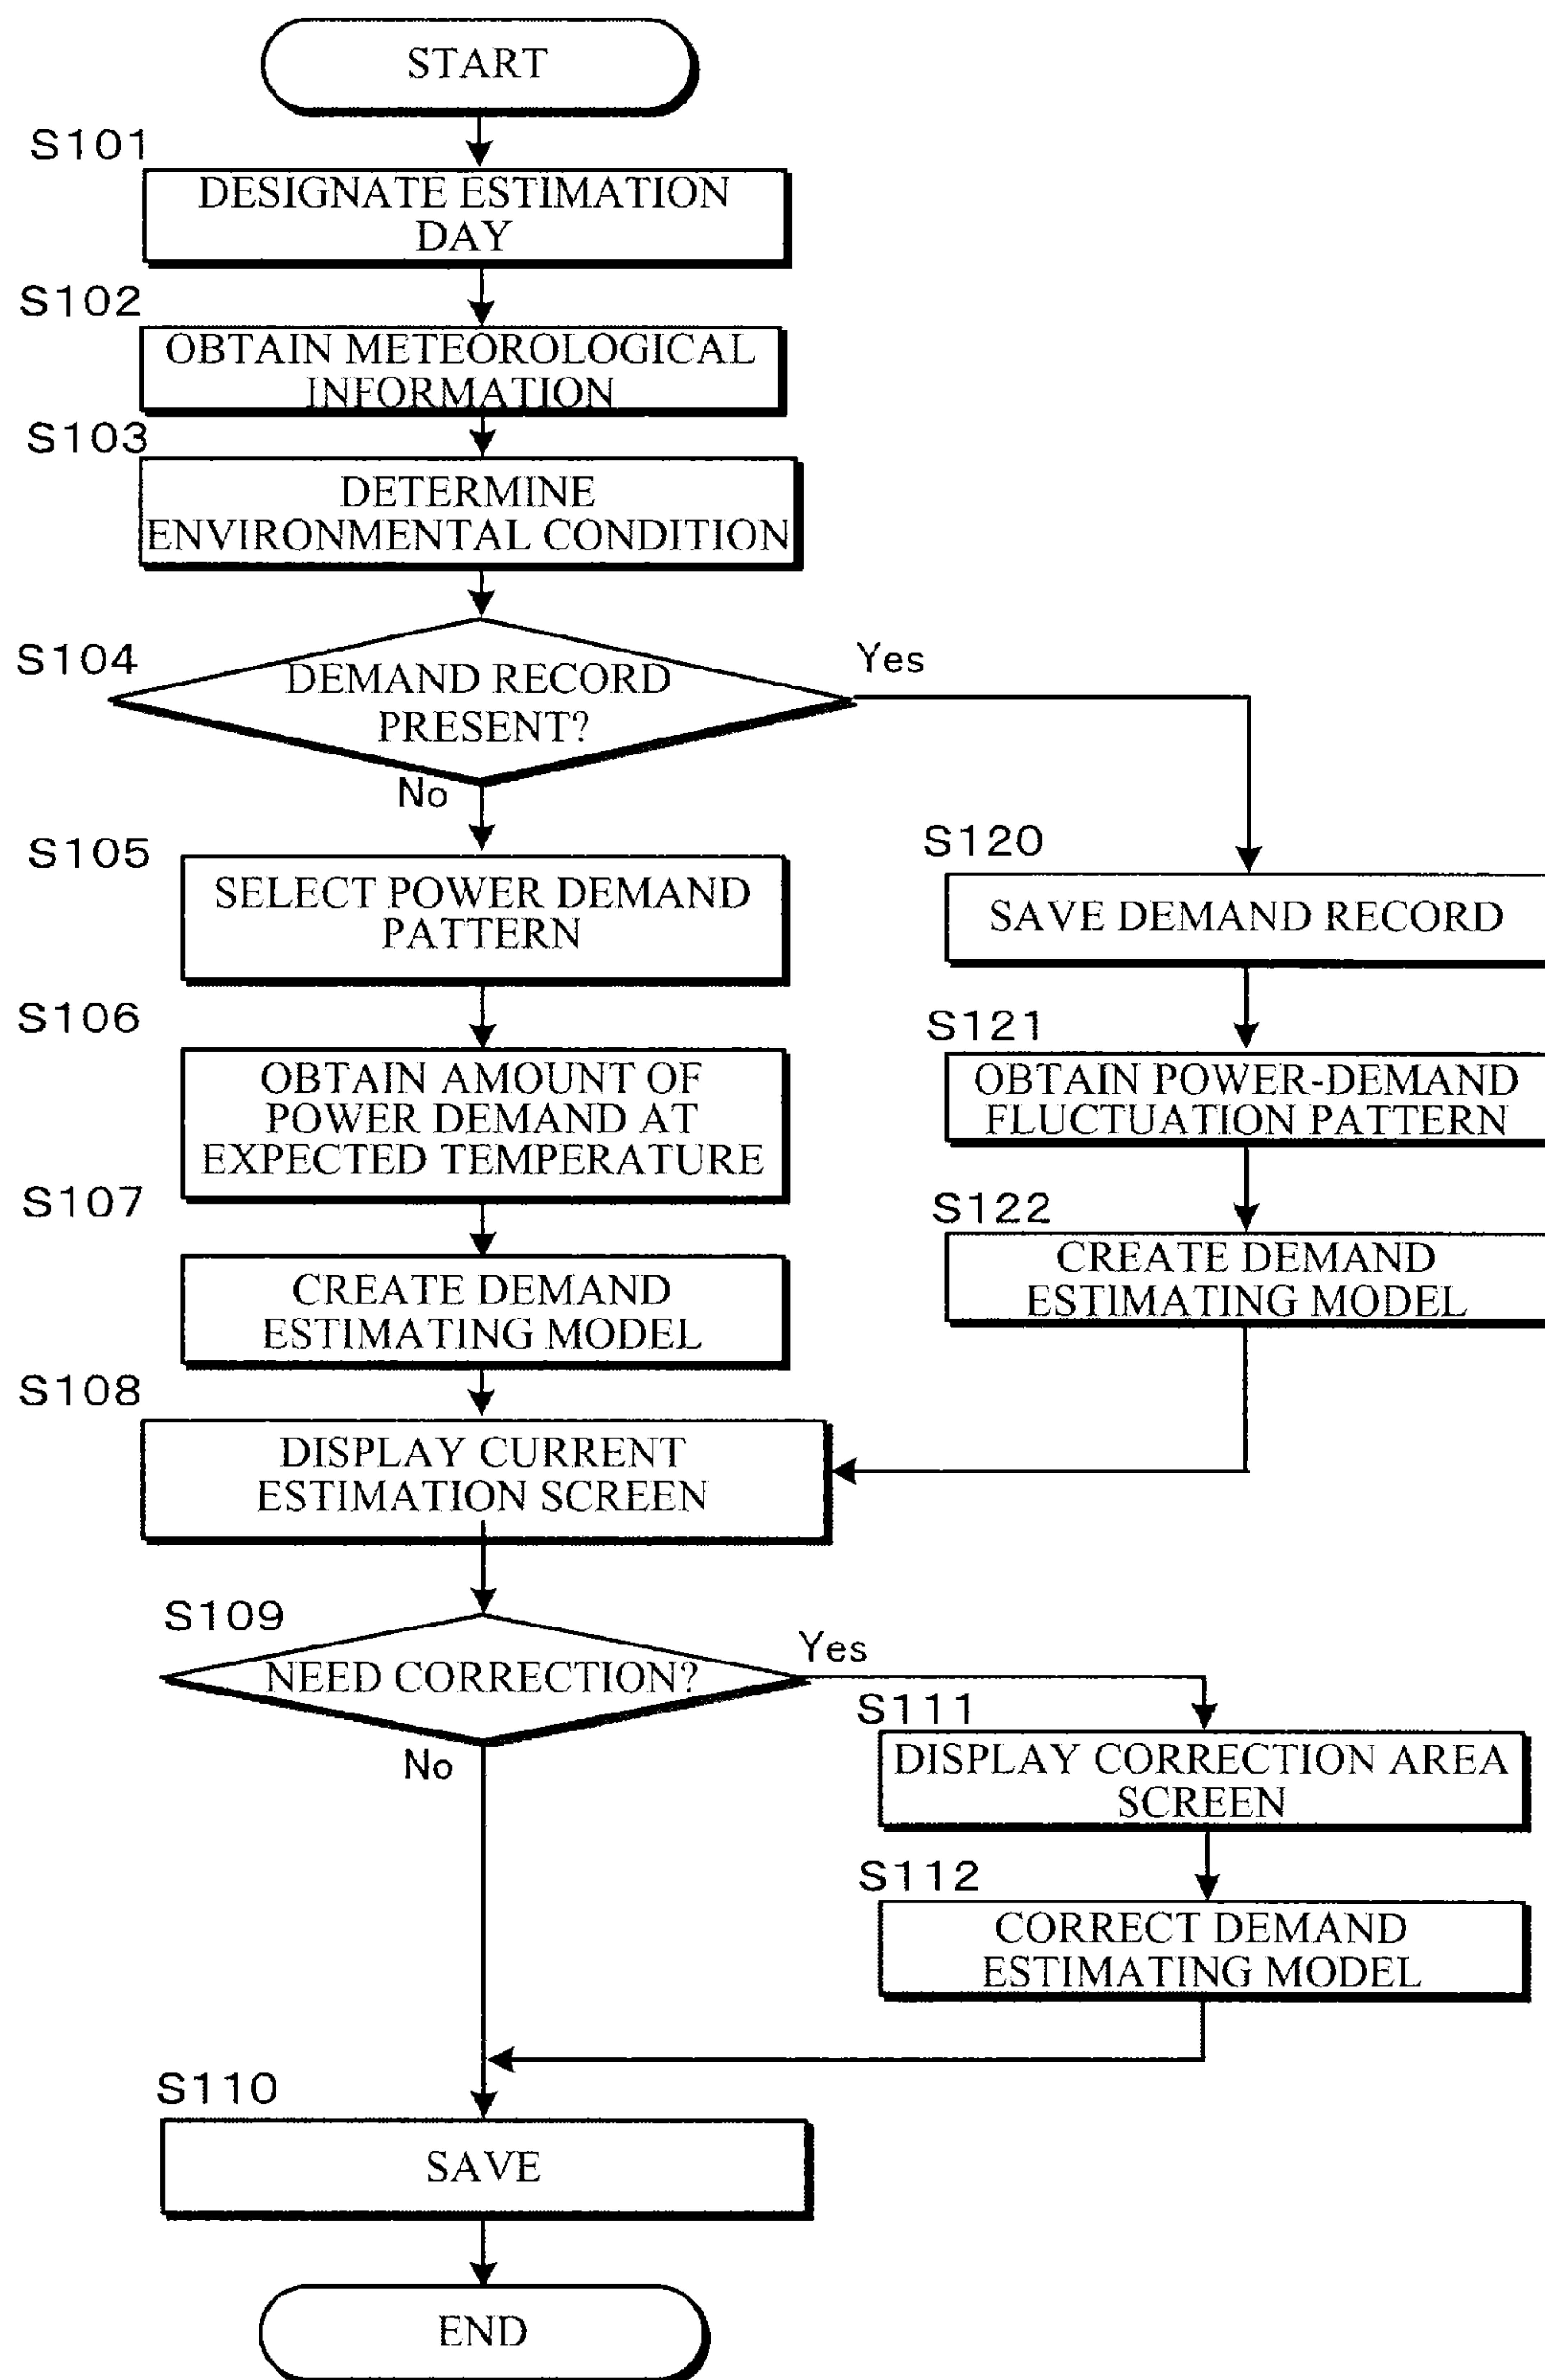 START
S101
DESIGNATE ESTIMATION
DAY
S102
OBTAIN METEOROLOGICAL
INFORMATION
S103
DETERMINE
ENVIRONMENTAL CONDITION
S104
DEMAND RECORD
PRESENT?
Yes
No
S105
SELECT POWER DEMAND
PATTERN
S106
OBTAIN AMOUNT OF
POWER DEMAND AT
EXPECTED TEMPERATURE
S107
CREATE DEMAND
ESTIMATING MODEL
S120
SAVE DEMAND RECORD
S121
OBTAIN POWER-DEMAND
FLUCTUATION PATTERN
S122
CREATE DEMAND
ESTIMATING MODEL
S108
DISPLAY CURRENT
ESTIMATION SCREEN
S109
NEED CORRECTION?
Yes
No
S111
DISPLAY CORRECTION AREA
SCREEN
S112
CORRECT DEMAND
ESTIMATING MODEL
S110
SAVE
END